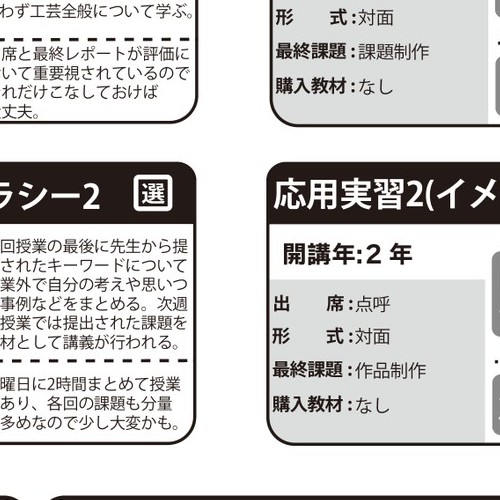 わず工芸全般について学ぶ。
席と最終レポートが評価に
いて重要視されているので
れだけこなしておけば
丈夫。
形　式:対面
最終課題:課題制作
購入教材:なし
ラシー2 選
回授業の最後に先生から提
されたキーワードについて
業外で自分の考えや思いつ
事例などをまとめる。次週
授業では提出された課題を
材として講義が行われる。
曜日に2時間まとめて授業
あり、各回の課題も分量
多めなので少し大変かも。
応用実習2(イメ
開講年:2 年
出　席:点呼
形　式:対面
最終課題:作品制作
購入教材:なし